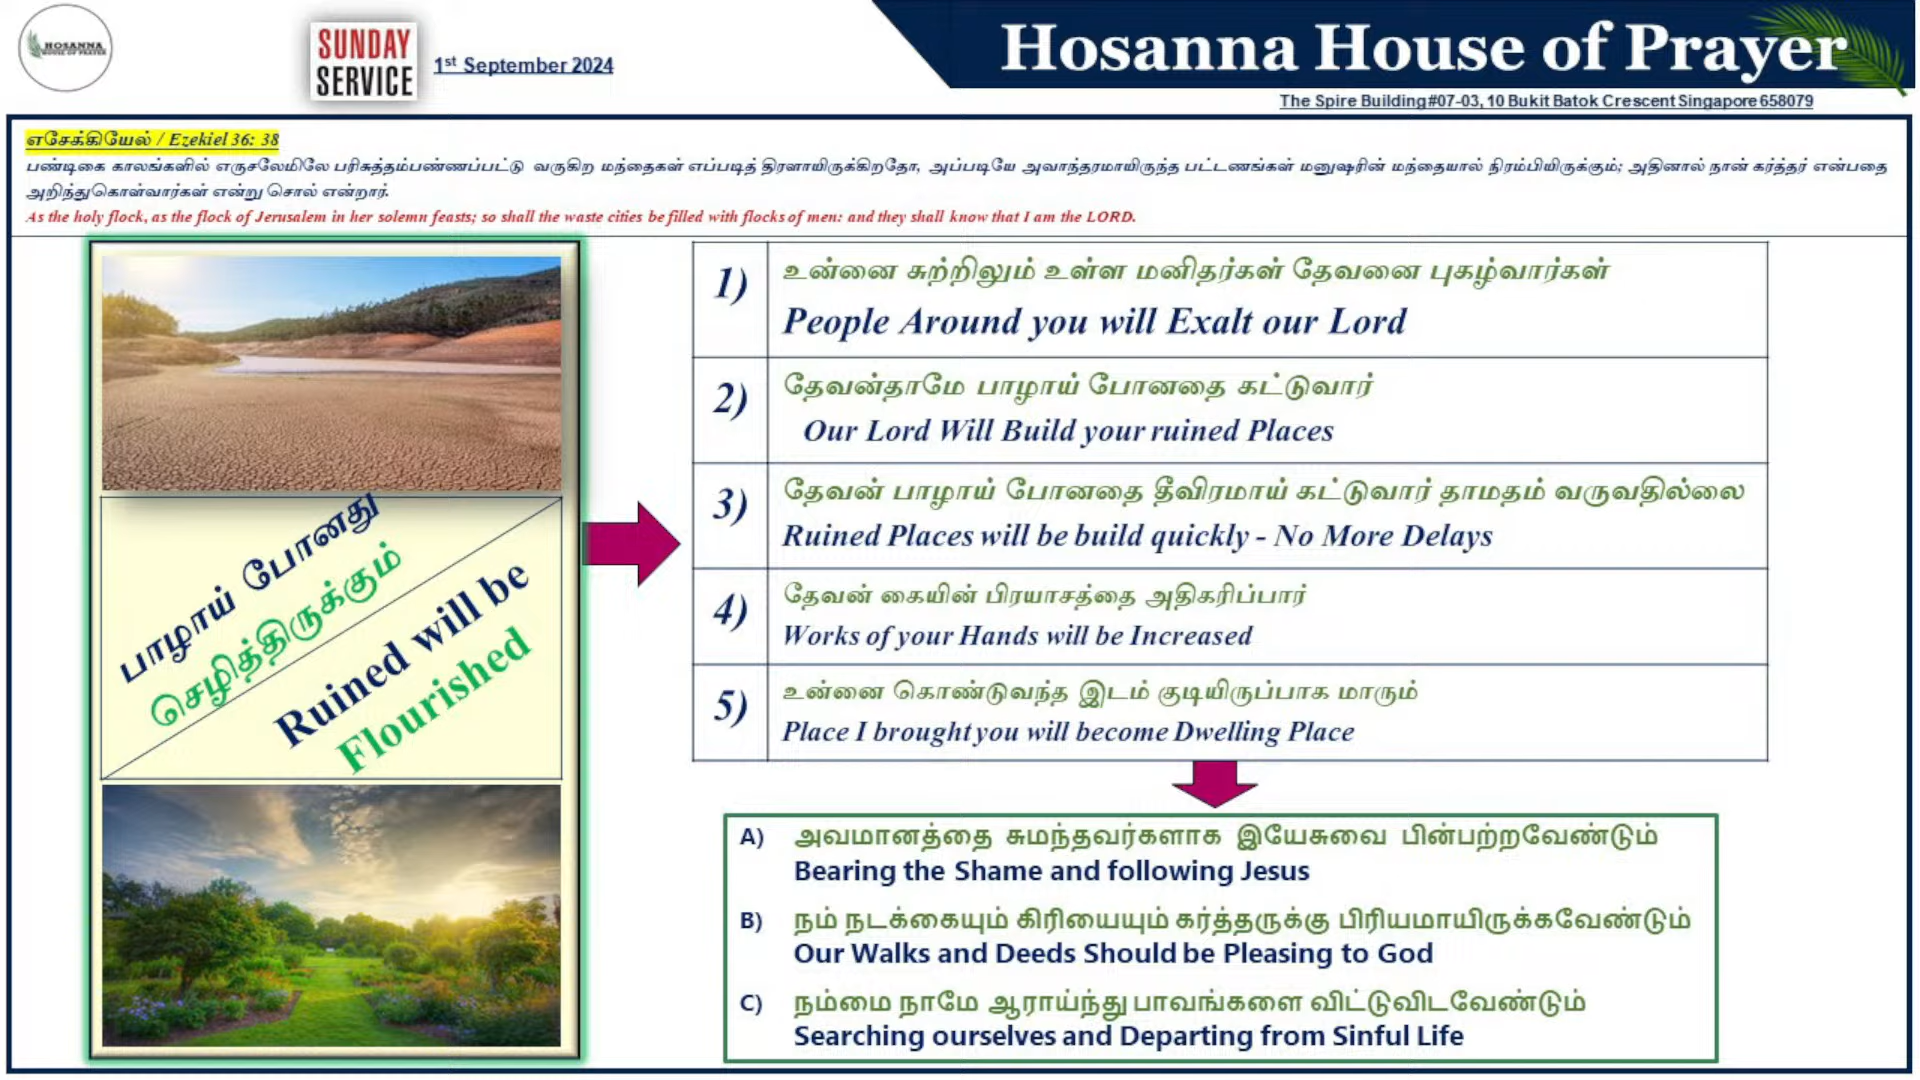 HOSANNA
HOUSE OF PRAYER
SUNDAY
SERVICE
1st September 2024
Hosanna House of Prayer
The Spire Building#07-03, 10 Bukit Batok Crescent Singapore 658079
எசேக்கியேல் / Ezekiel 36: 38
பண்டிகை காலங்களில் எருசலேமிலே பரிசுத்தம்பண்ணப்பட்டு வருகிற மந்தைகள் எப்படித் திரளாயிருக்கிறதோ, அப்படியே அவாந்தரமாயிருந்த பட்டணங்கள் மனுஷரின் மந்தையால் நிரம்பியிருக்கும்; அதினால் நான் கர்த்தர் என்பதை
அறிந்துகொள்வார்கள் என்று சொல் என்றார்.
As the holy flock, as the flock of Jerusalem in her solemn feasts; so shall the waste cities be filled with flocks of men: and they shall know that I am the LORD.
பாழாய் போனது
செழித்திருக்கும்
Ruined will be
Flourished
1) உன்னை சுற்றிலும் உள்ள மனிதர்கள் தேவனை புகழ்வார்கள்
People Around you will Exalt our Lord
2) தேவன்தாமே பாழாய் போனதை கட்டுவார்
Our Lord Will Build your ruined Places
3) தேவன் பாழாய் போனதை தீவிரமாய் கட்டுவார் தாமதம் வருவதில்லை
Ruined Places will be build quickly - No More Delays
4) தேவன் கையின் பிரயாசத்தை அதிகரிப்பார்
Works of your Hands will be Increased
5) உன்னை கொண்டுவந்த இடம் குடியிருப்பாக மாரும்
Place I brought you will become Dwelling Place
A) அவமானத்தை சுமந்தவர்களாக இயேசுவை பின்பற்றவேண்டும்
Bearing the Shame and following Jesus
B) நம் நடக்கையும் கிரியையும் கர்த்தருக்கு பிரியமாயிருக்கவேண்டும்
Our Walks and Deeds Should be Pleasing to God
C) நம்மை நாமே ஆராய்ந்து பாவங்களை விட்டுவிடவேண்டும்
Searching ourselves and Departing from Sinful Life